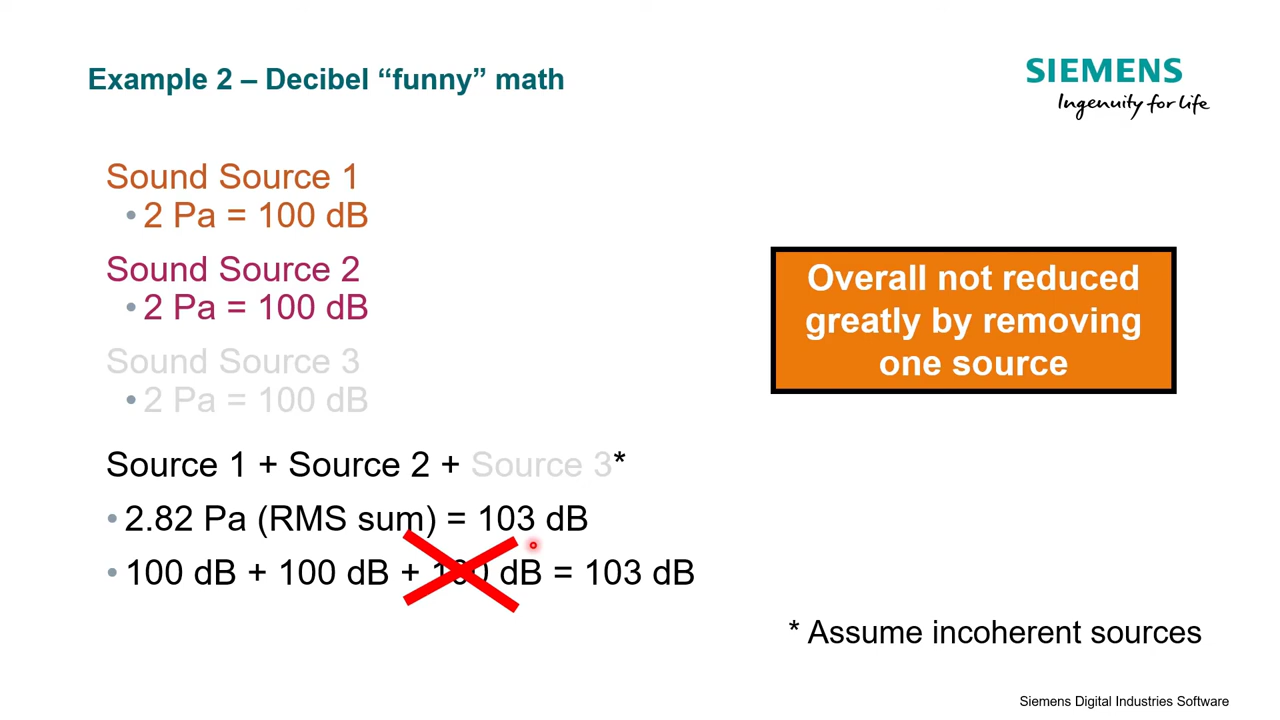 Example 2 – Decibel “funny” math
SIEMENS
Ingenuity for life
Sound Source 1
• 2 Pa = 100 dB
Sound Source 2
• 2 Pa = 100 dB
Sound Source 3
• 2 Pa = 100 dB
Overall not reduced
greatly by removing
one source
Source 1 + Source 2 + Source 3*
• 2.82 Pa (RMS sum) = 103 dB
• 100 dB + 100 dB + 100 dB = 103 dB
* Assume incoherent sources
Siemens Digital Industries Software